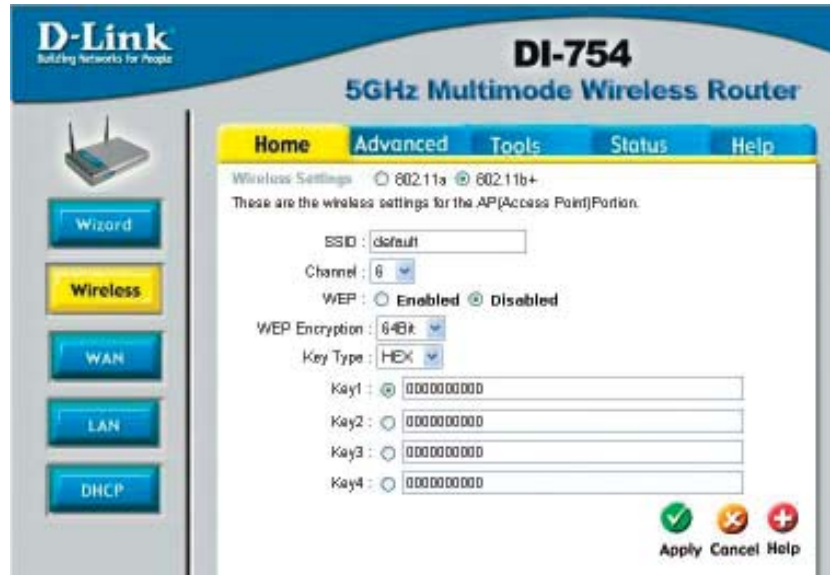 D-Link
Building Networks for People
DI-754
5GHz Multimode Wireless Router
Home Advanced Tools Status Help
Wireless Settings 802.11a 802.11b+
These are the wireless settings for the AP(Access Point)Portion.
SSID : default
Channel : 6
WEP : Enabled Disabled
WEP Encryption : 64Bit
Key Type : HEX
Key1 : 0000000000
Key2 : 0000000000
Key3 : 0000000000
Key4 : 0000000000
Wizard
Wireless
WAN
LAN
DHCP
Apply Cancel Help